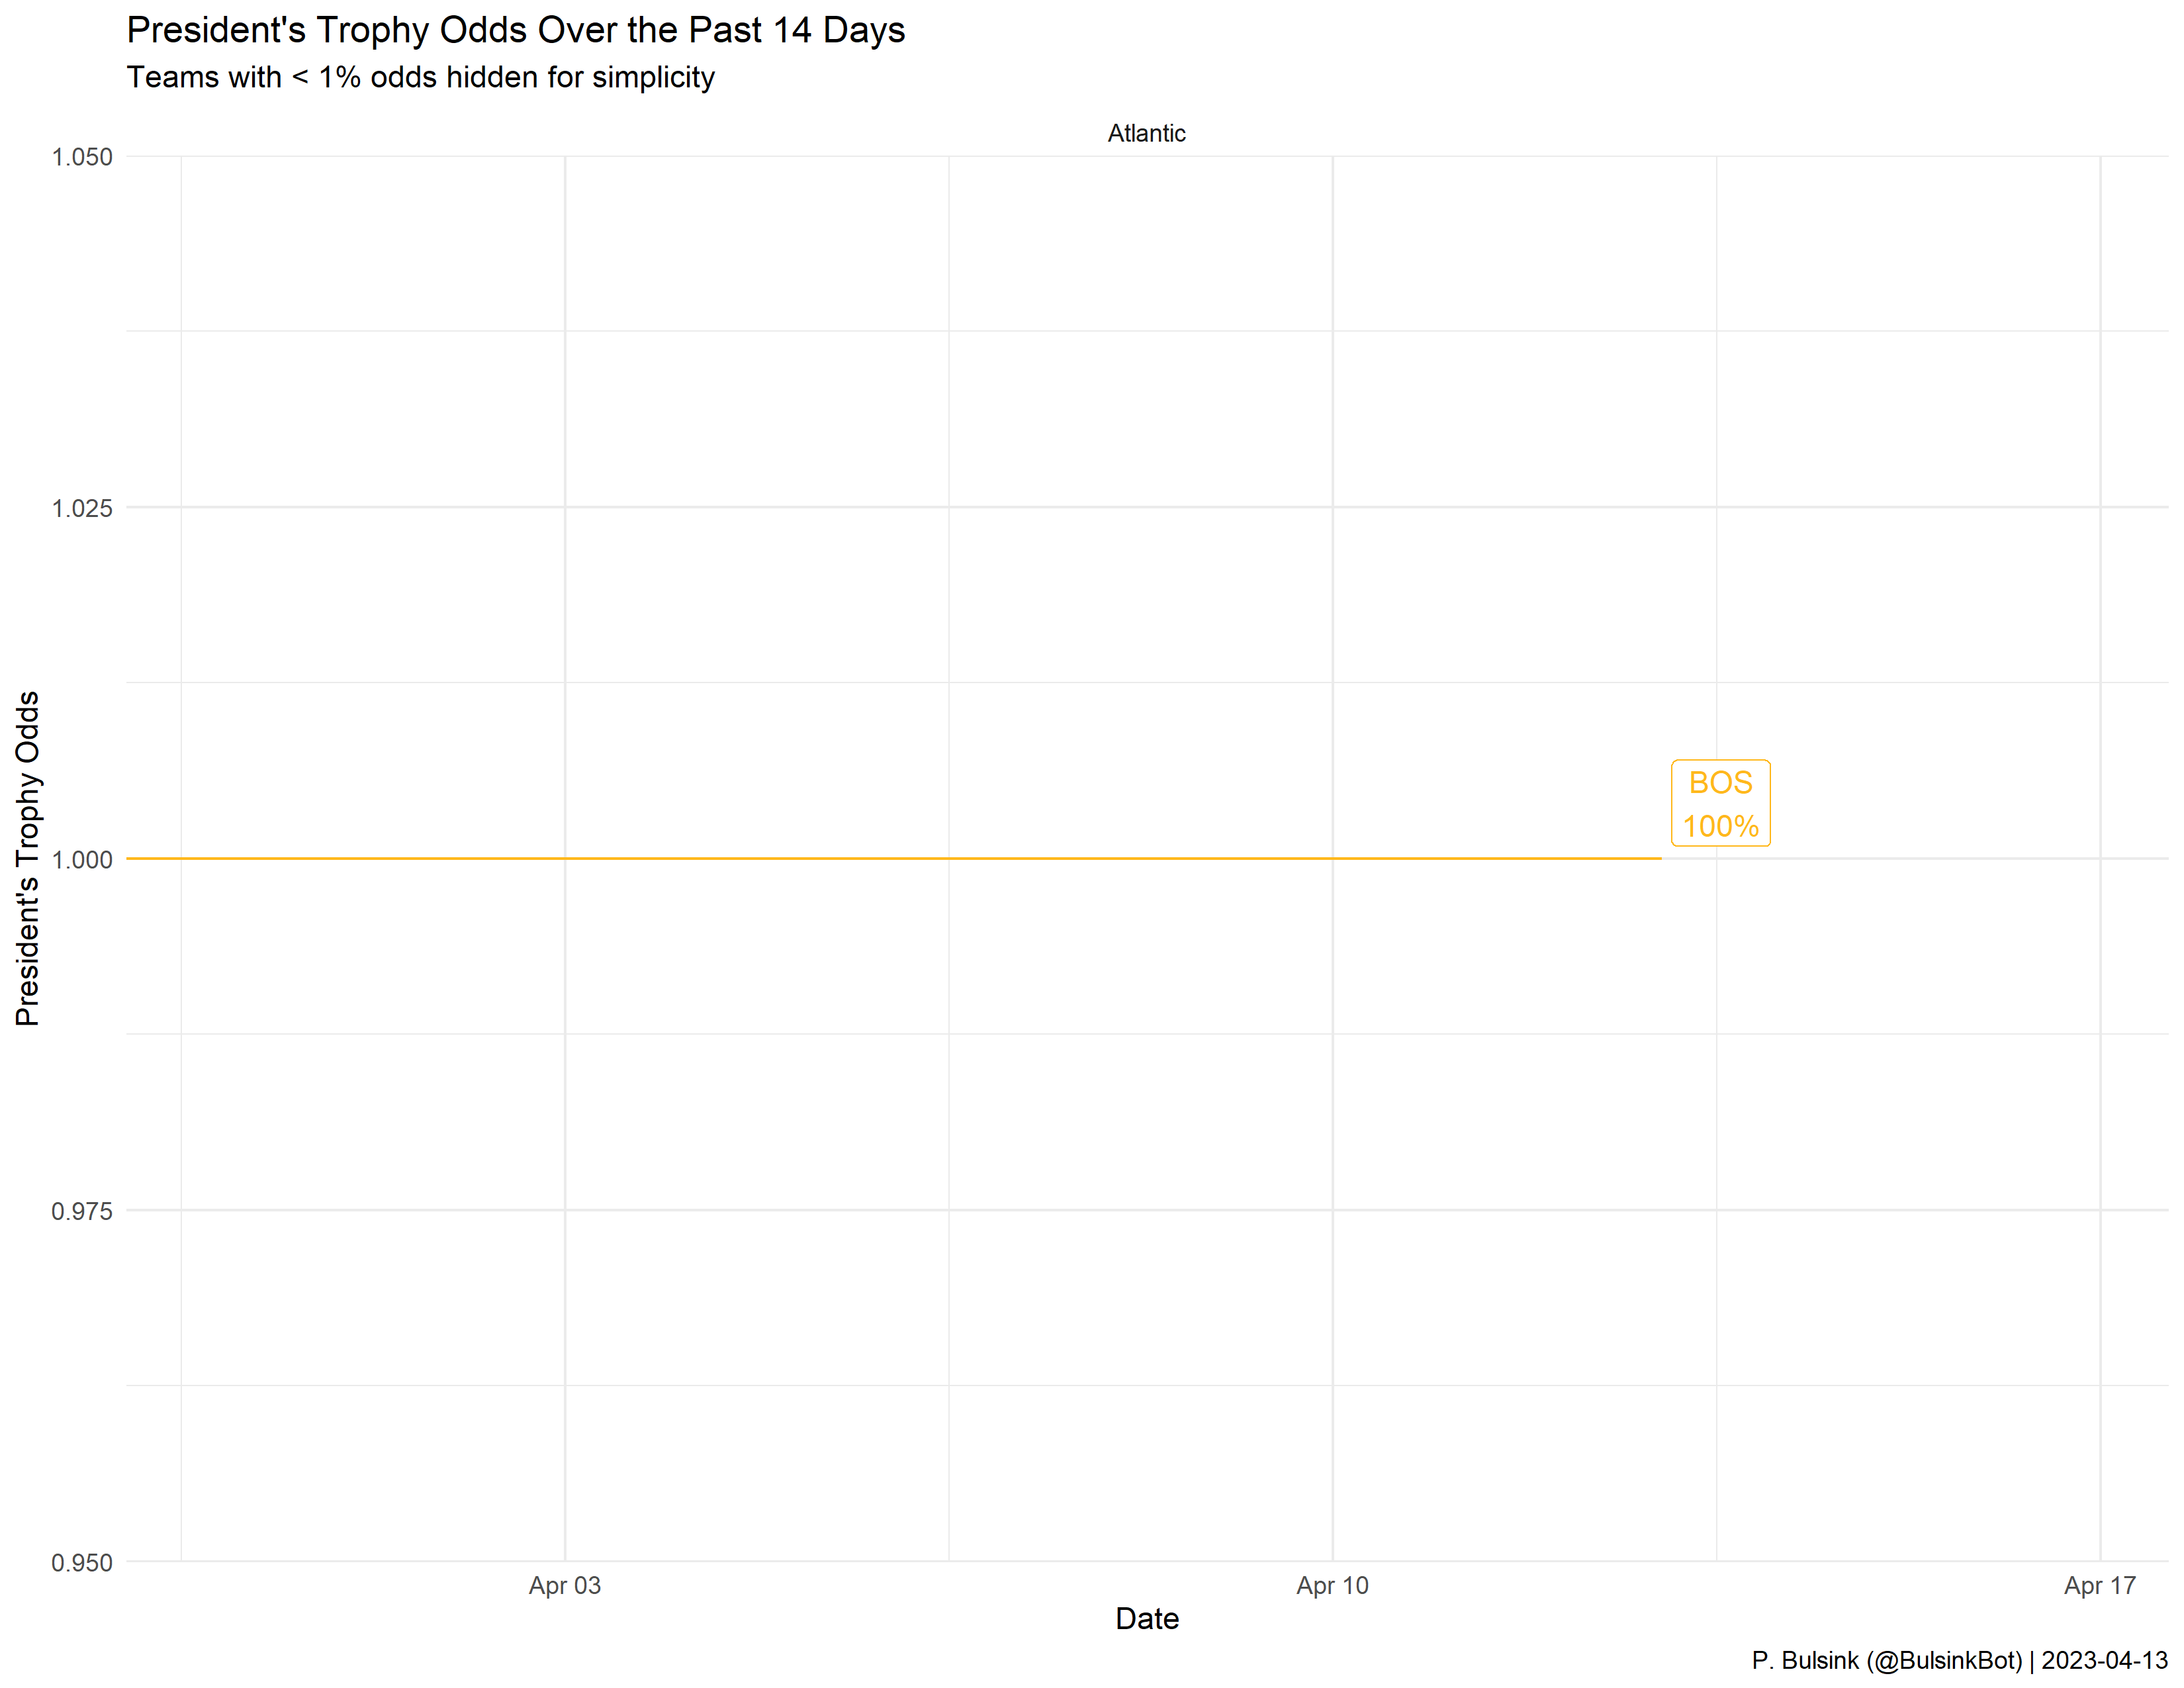 President's Trophy Odds Over the Past 14 Days
Teams with < 1% odds hidden for simplicity
Atlantic
1.050
1.025
1.000
0.975
0.950
President's Trophy Odds
BOS
100%
Apr 03
Apr 10
Apr 17
Date
P. Bulsink (@BulsinkBot) | 2023-04-13